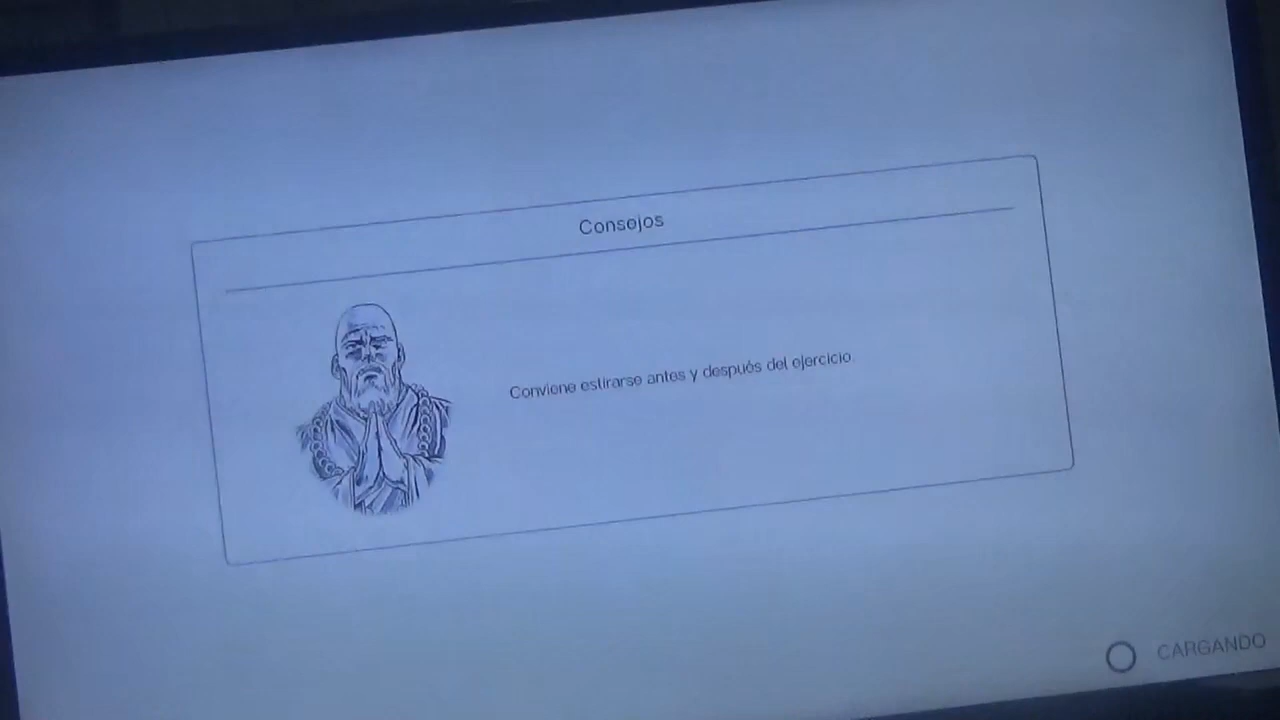 Consejos
Conviene estirarse antes y después del ejercicio.
CARGANDO